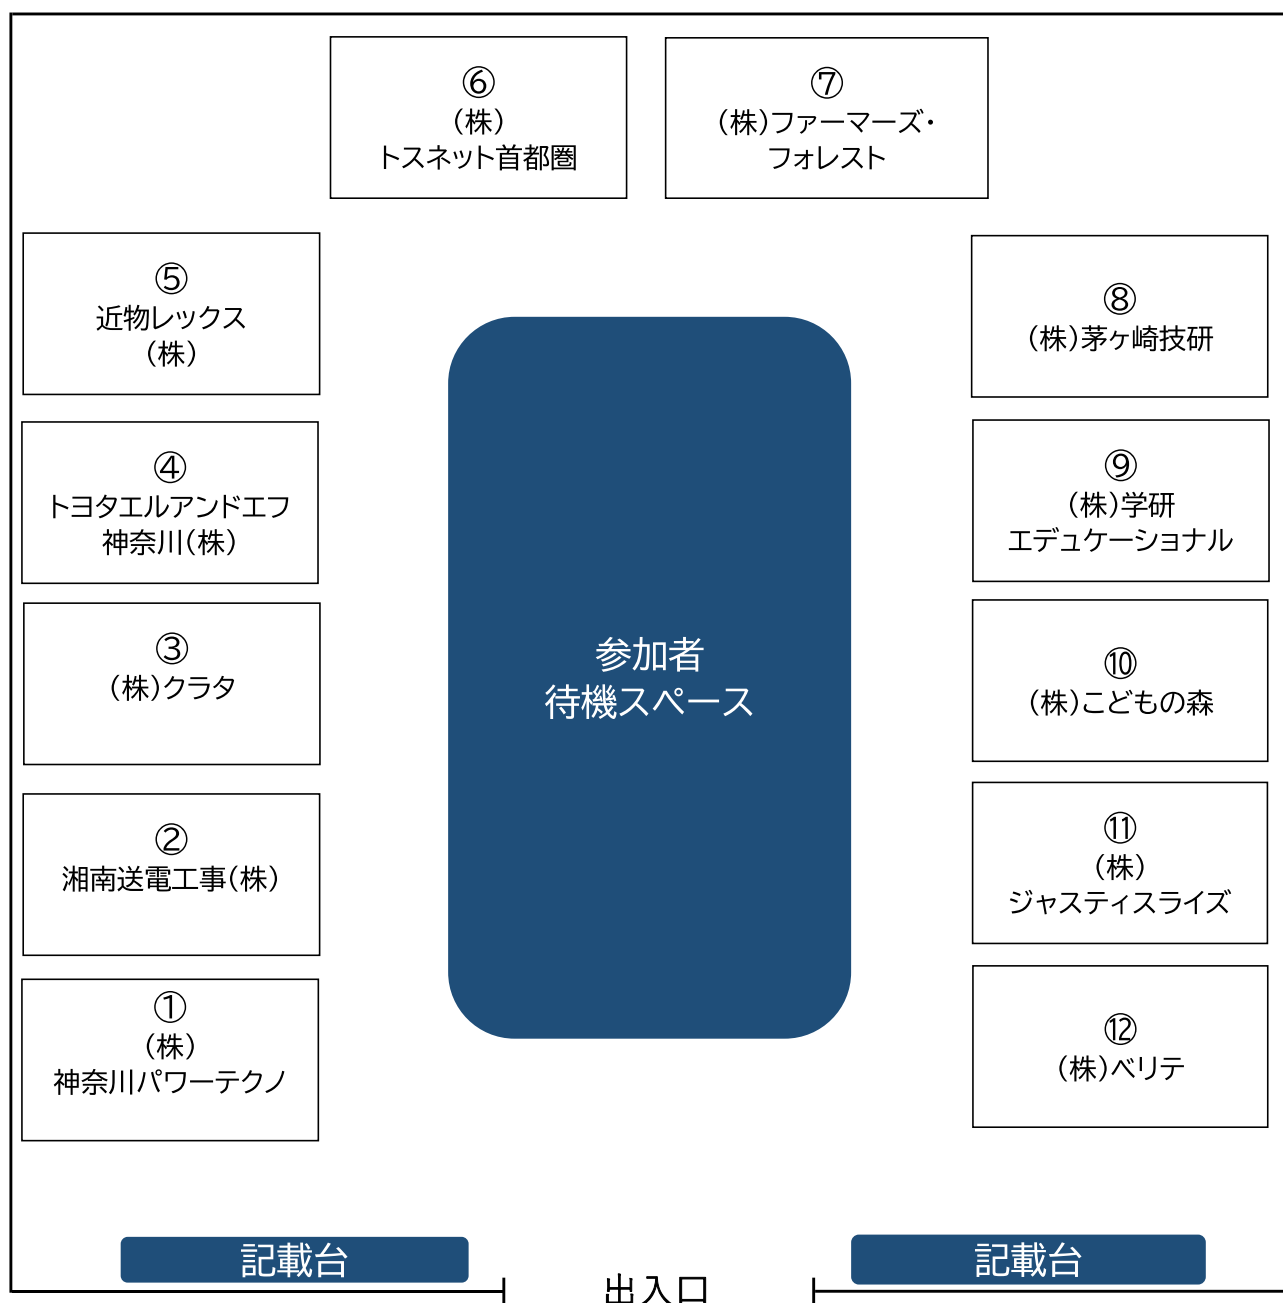 ⑥
（株）
トスネット首都圏
⑦
（株）ファーマーズ・
フォレスト
⑤
近物レックス
（株）
⑧
（株）茅ヶ崎技研
④
トヨタエルアンドエフ
神奈川（株）
⑨
（株）学研
エデュケーショナル
③
（株）クラタ
参加者
待機スペース
⑩
（株）こどもの森
②
湘南送電工事（株）
⑪
（株）
ジャスティスライズ
①
（株）
神奈川パワーテクノ
⑫
（株）ベリテ
記載台
記載台
出入口